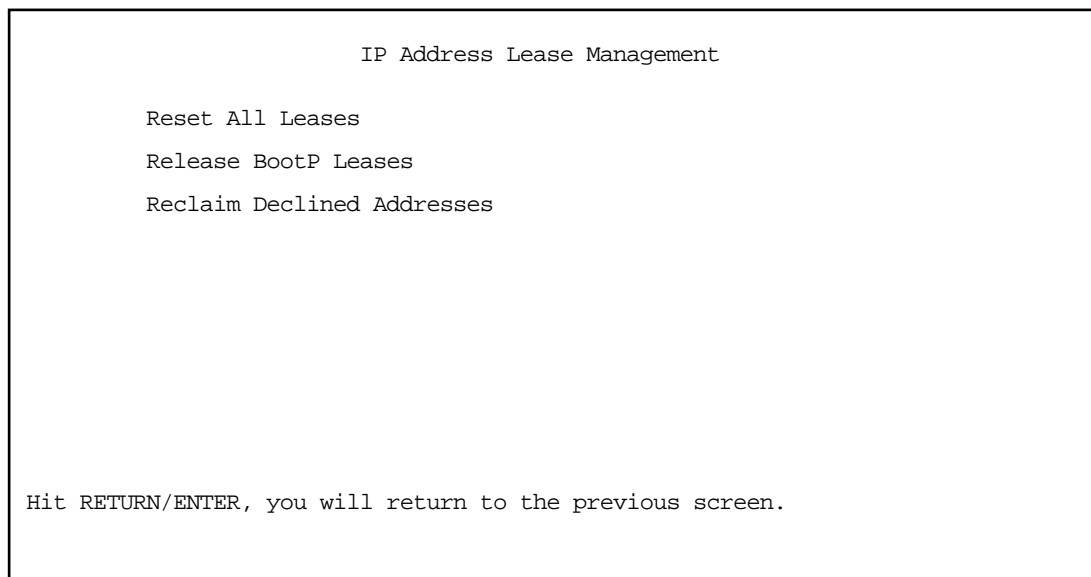 IP Address Lease Management
Reset All Leases
Release BootP Leases
Reclaim Declined Addresses
Hit RETURN/ENTER, you will return to the previous screen.